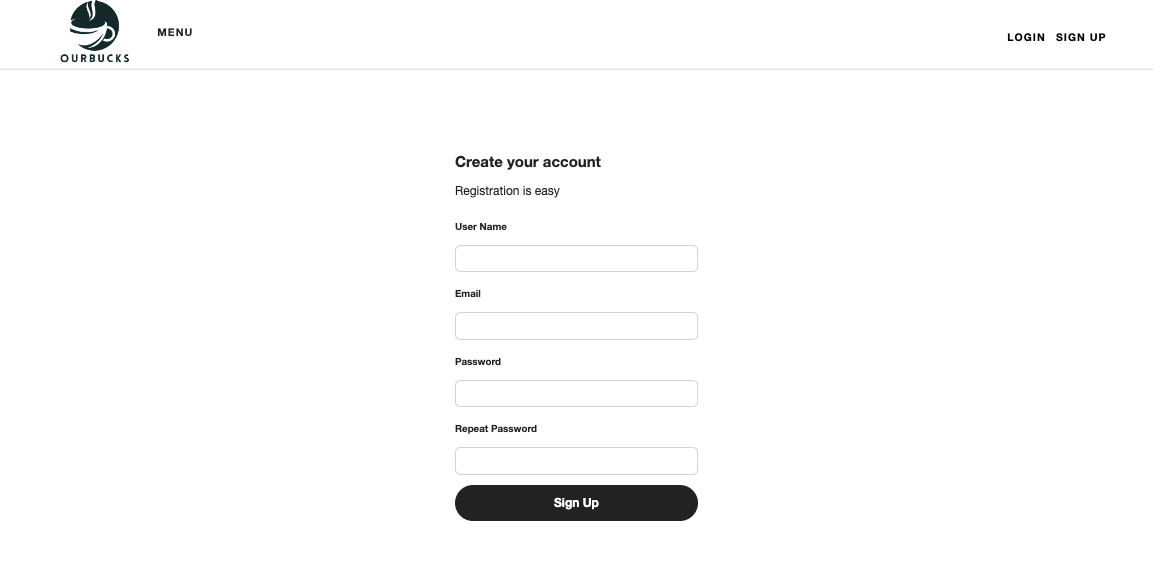 OURBUCKS
MENU
LOGIN SIGN UP
Create your account
Registration is easy
User Name
Email
Password
Repeat Password
Sign Up